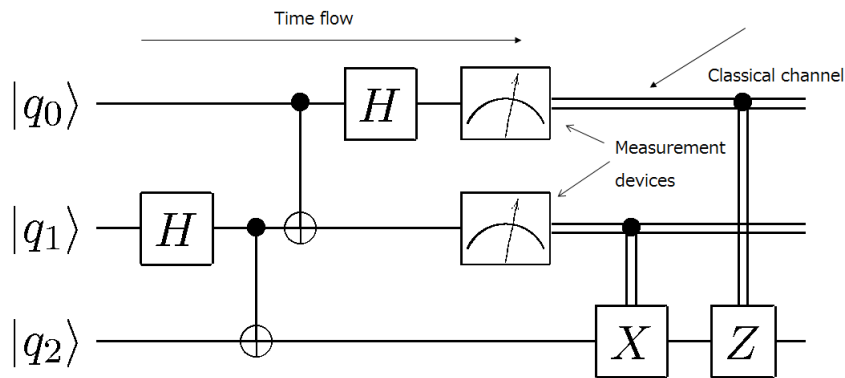 Time flow
Classical channel
|q₀⟩
H
Measurement
devices
|q₁⟩
H
|q₂⟩
X
Z